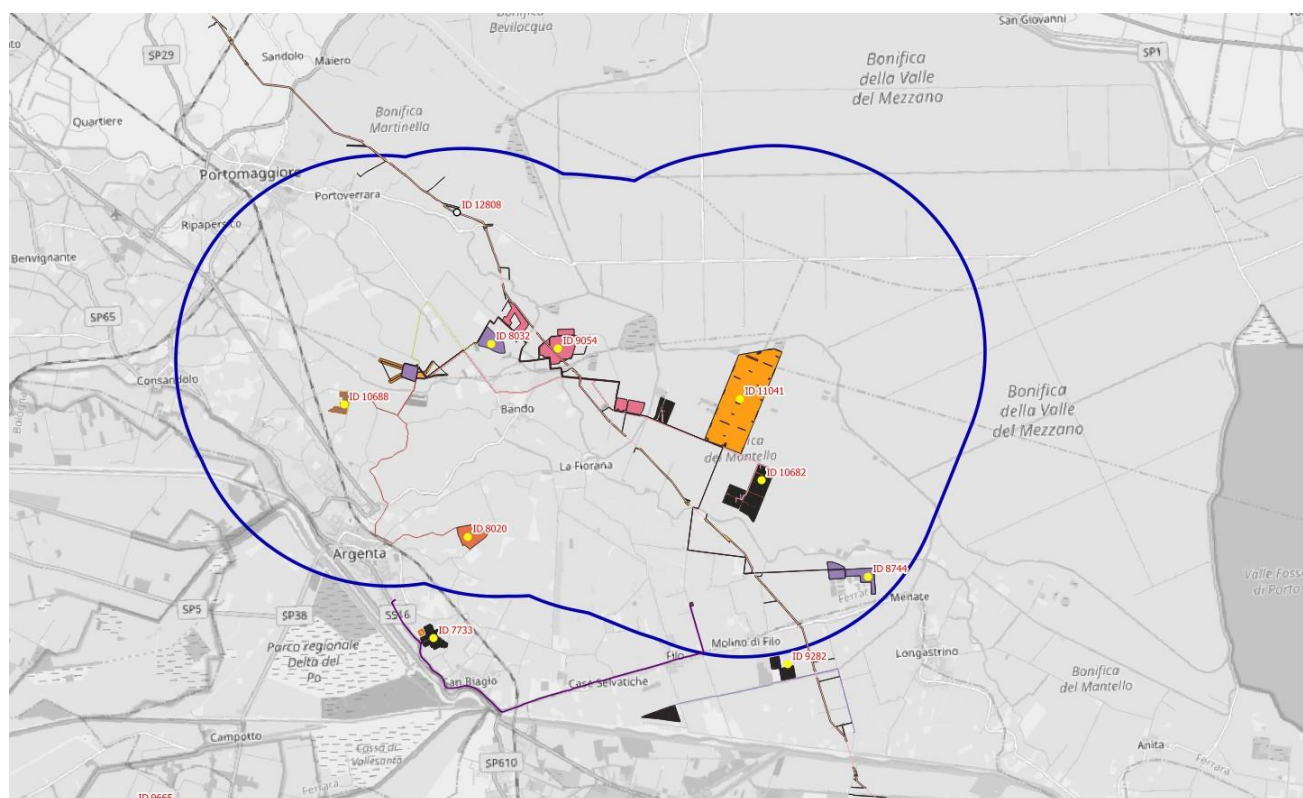 Bonifica
Bevilacqua
San Giovanni
SP29
Sandolo
Maiero
SP1
Bonifica
della Valle
del Mezzano
Quartiere
Bonifica
Martinella
Portomaggiore
Portoverrara
ID 12808
Ripapersico
Benvignante
SP65
ID 8032
ID 9054
Consandolo
ID 10688
Bando
ID 11041
Bonifica
della Valle
del Mezzano
del Mantello
La Fiorana
ID 10682
ID 8020
Argenta
ID 8744
Ferrar
Menate
Valle Foss
di Porto
SP5
SP38
SS16
ID 7733
Parco regionale
Delta del
Po
Molino di Filo
Filo
ID 9282
Longastrino
San Biagio
Case Selvatiche
Bonifica
del Mantello
Campotto
Cassa di
Vallesanta
SP610
Anita
Ferrara
Ferrara
ID 9665